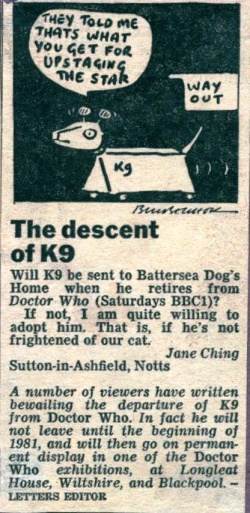 THEY TOLD ME
THATS WHAT
YOU GET FOR
UPSTAGING
THE STAR
WAY
OUT
K9
The descent
of K9
Will K9 be sent to Battersea Dog's
Home when he retires from
Doctor Who (Saturdays BBC1)?
If not, I am quite willing to
adopt him. That is, if he's not
frightened of our cat.
Jane Ching
Sutton-in-Ashfield, Notts
A number of viewers have written
bewailing the departure of K9
from Doctor Who. In fact he will
not leave until the beginning of
1981, and will then go on perman-
ent display in one of the Doctor
Who exhibitions, at Longleat
House, Wiltshire, and Blackpool. –
LETTERS EDITOR